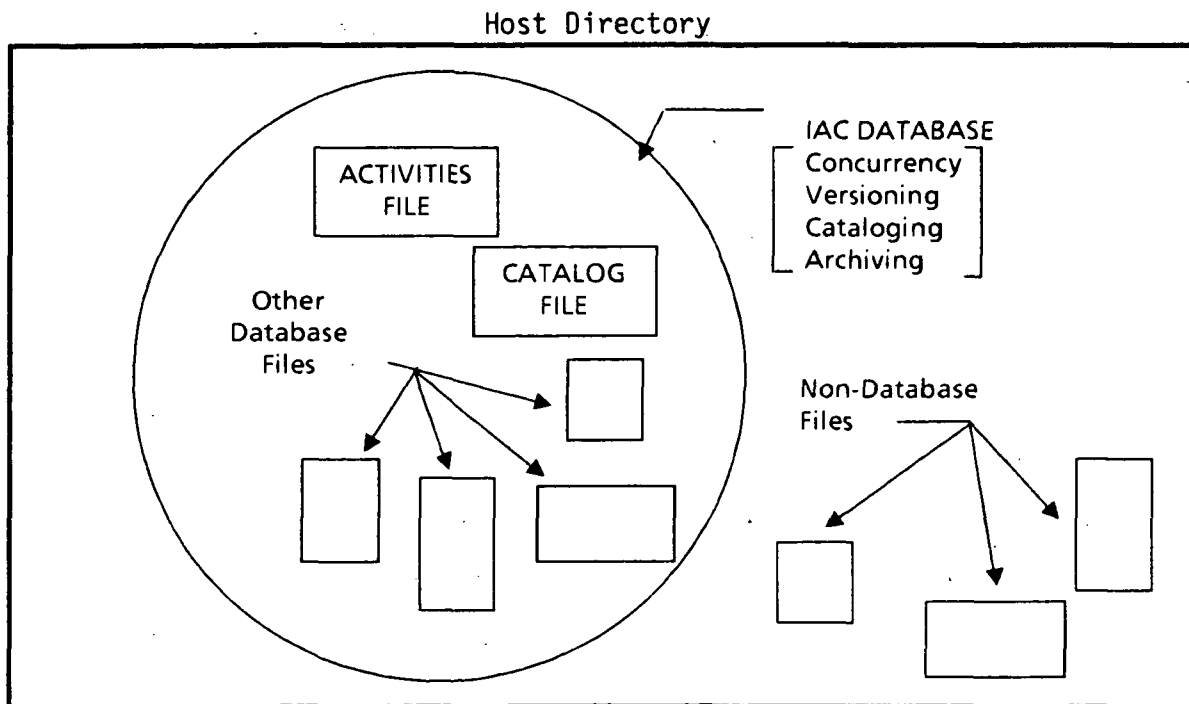 Host Directory
IAC DATABASE
Concurrency
Versioning
Cataloging
Archiving
ACTIVITIES
FILE
CATALOG
FILE
Other
Database
Files
Non-Database
Files